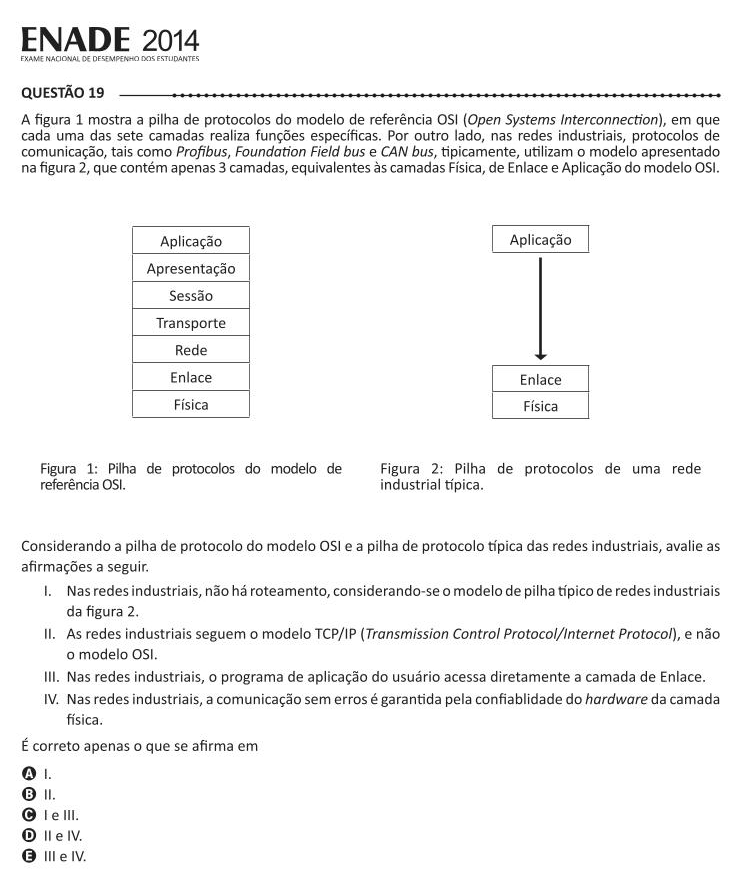 ENADE 2014
EXAME NACIONAL DE DESEMPENHO DOS ESTUDANTES
QUESTÃO 19
A figura 1 mostra a pilha de protocolos do modelo de referência OSI (Open Systems Interconnection), em que
cada uma das sete camadas realiza funções específicas. Por outro lado, nas redes industriais, protocolos de
comunicação, tais como Profibus, Foundation Field bus e CAN bus, tipicamente, utilizam o modelo apresentado
na figura 2, que contém apenas 3 camadas, equivalentes às camadas Física, de Enlace e Aplicação do modelo OSI.
Aplicação
Apresentação
Sessão
Transporte
Rede
Enlace
Física
Aplicação
Enlace
Física
Figura 1: Pilha de protocolos do modelo de
referência OSI.
Figura 2: Pilha de protocolos de uma rede
industrial típica.
Considerando a pilha de protocolo do modelo OSI e a pilha de protocolo típica das redes industriais, avalie as
afirmações a seguir.
I. Nas redes industriais, não há roteamento, considerando-se o modelo de pilha típico de redes industriais
da figura 2.
II. As redes industriais seguem o modelo TCP/IP (Transmission Control Protocol/Internet Protocol), e não
o modelo OSI.
III. Nas redes industriais, o programa de aplicação do usuário acessa diretamente a camada de Enlace.
IV. Nas redes industriais, a comunicação sem erros é garantida pela confiablidade do hardware da camada
física.
É correto apenas o que se afirma em
A I.
B II.
C I e III.
D II e IV.
E III e IV.